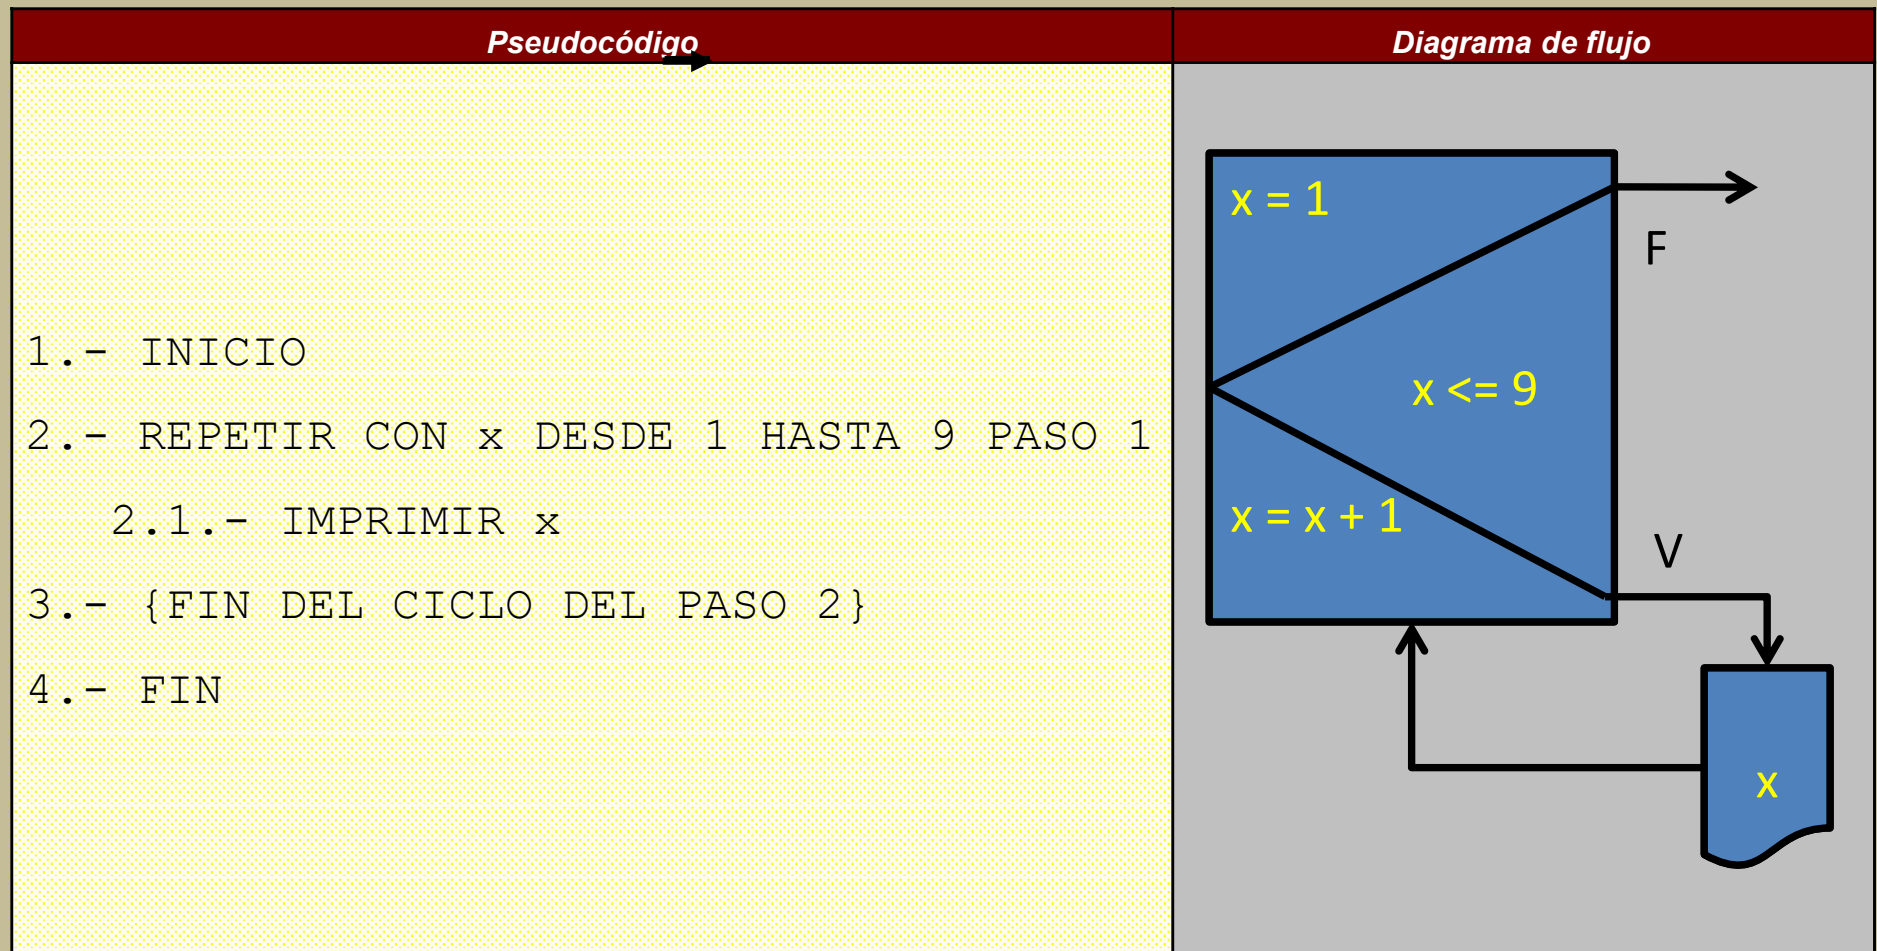 Pseudocódigo
Diagrama de flujo
1.- INICIO
2.- REPETIR CON x DESDE 1 HASTA 9 PASO 1
2.1.- IMPRIMIR x
3.- {FIN DEL CICLO DEL PASO 2}
4.- FIN
x = 1
F
x <= 9
x = x + 1
V
x